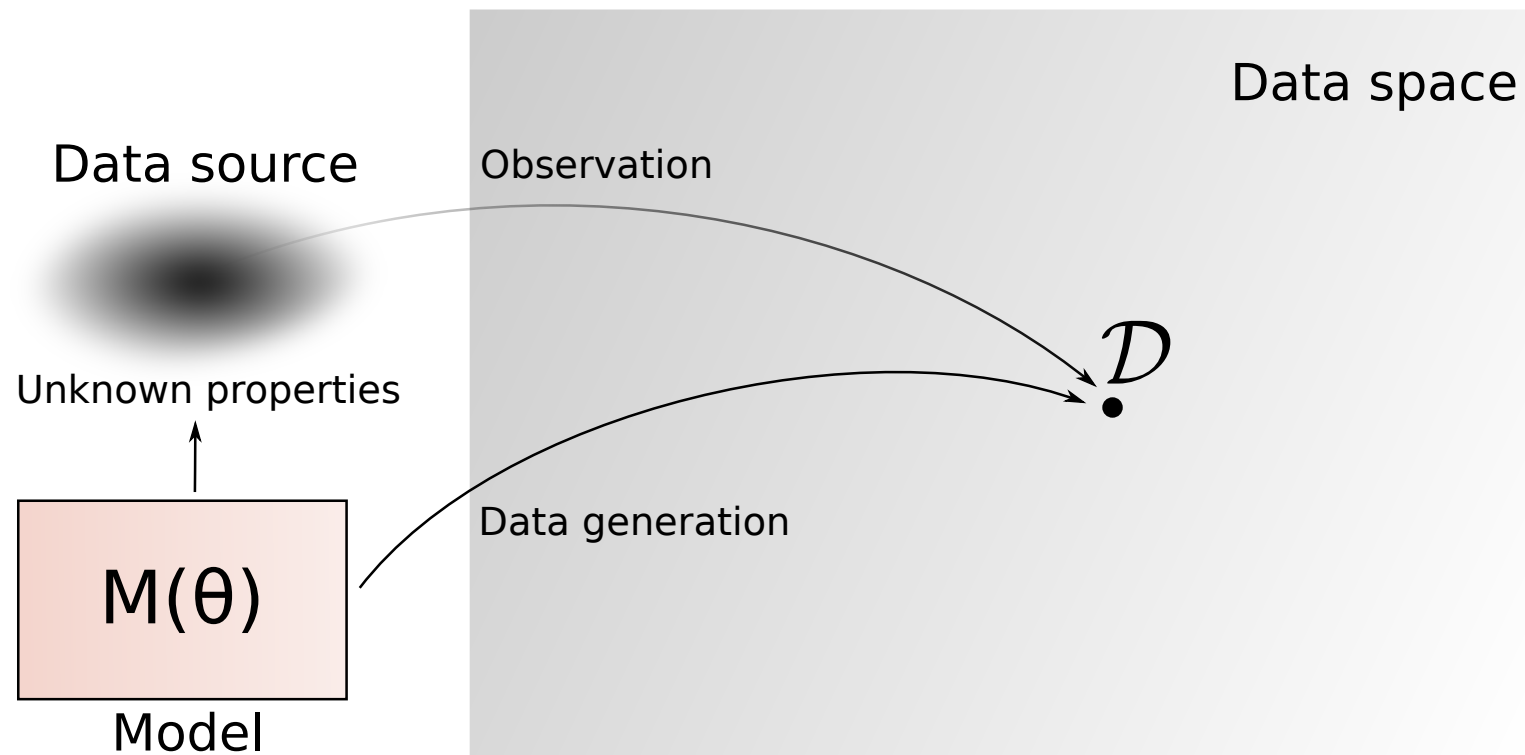 Data space
Data source
Observation
𝒟
Unknown properties
Data generation
M(θ)
Model